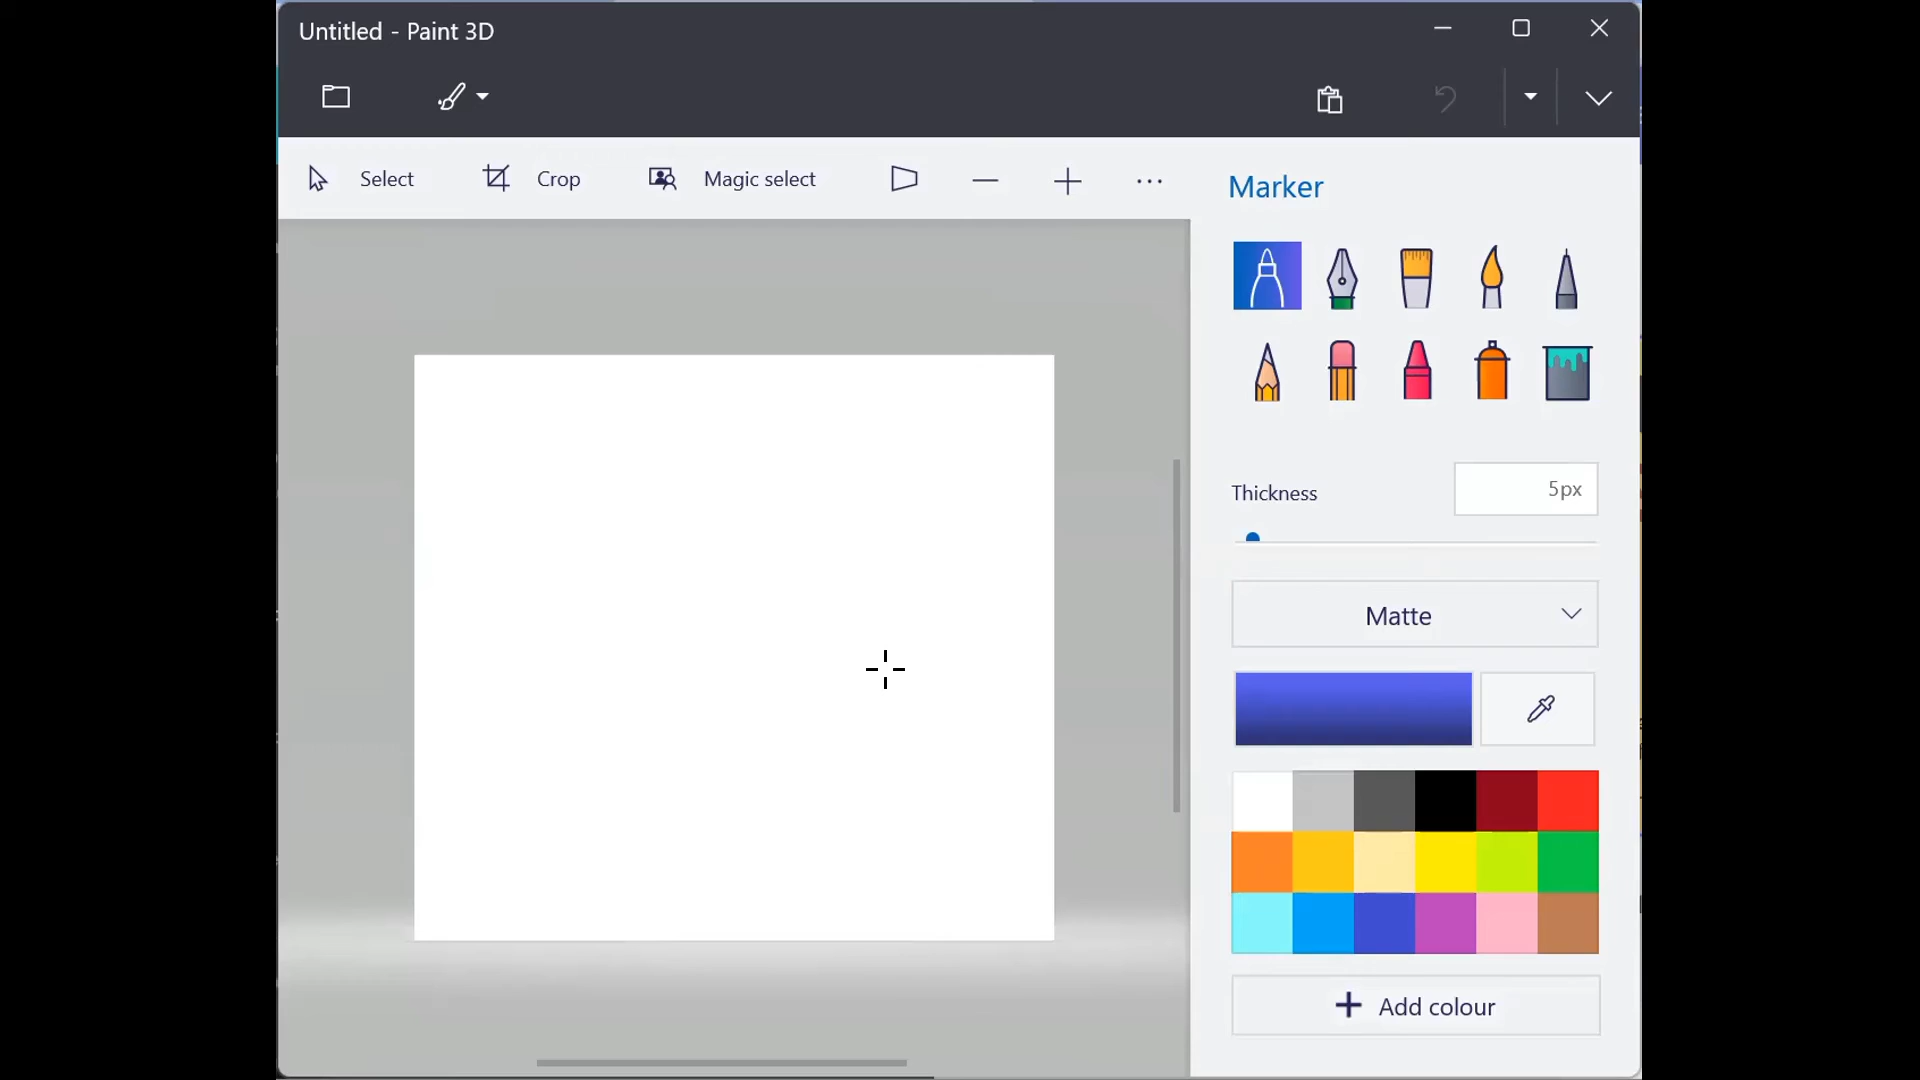 Untitled - Paint 3D
Select Crop Magic select
Marker
Thickness 5px
Matte
Add colour